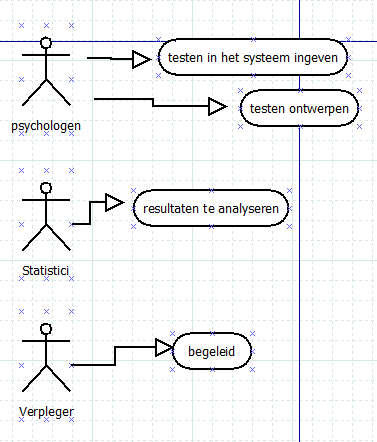 testen in het systeem ingeven
testen ontwerpen
psychologen
resultaten te analyseren
Statistici
begeleid
Verpleger